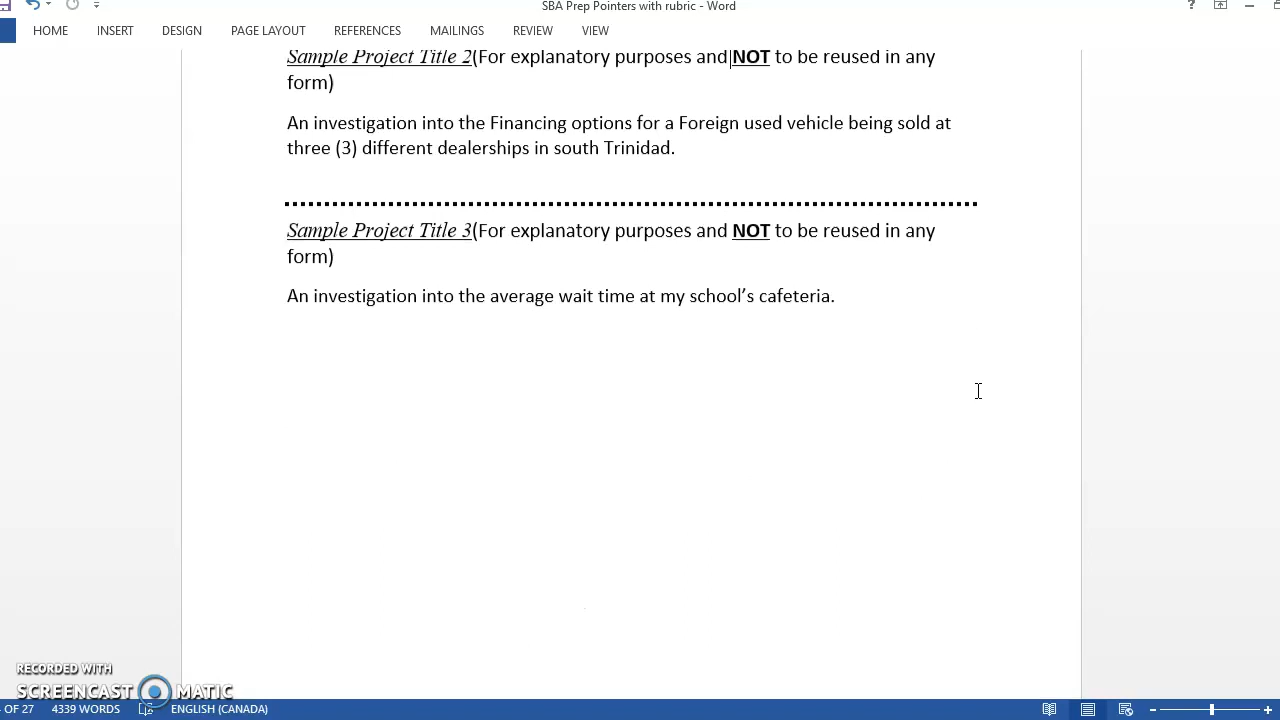 SBA Prep Pointers with rubric - Word
HOME INSERT DESIGN PAGE LAYOUT REFERENCES MAILINGS REVIEW VIEW
Sample Project Title 2(For explanatory purposes and NOT to be reused in any
form)
An investigation into the Financing options for a Foreign used vehicle being sold at
three (3) different dealerships in south Trinidad.
Sample Project Title 3(For explanatory purposes and NOT to be reused in any
form)
An investigation into the average wait time at my school’s cafeteria.
RECORDED WITH
SCREENCAST MATIC
OF 27 4339 WORDS ENGLISH (CANADA)